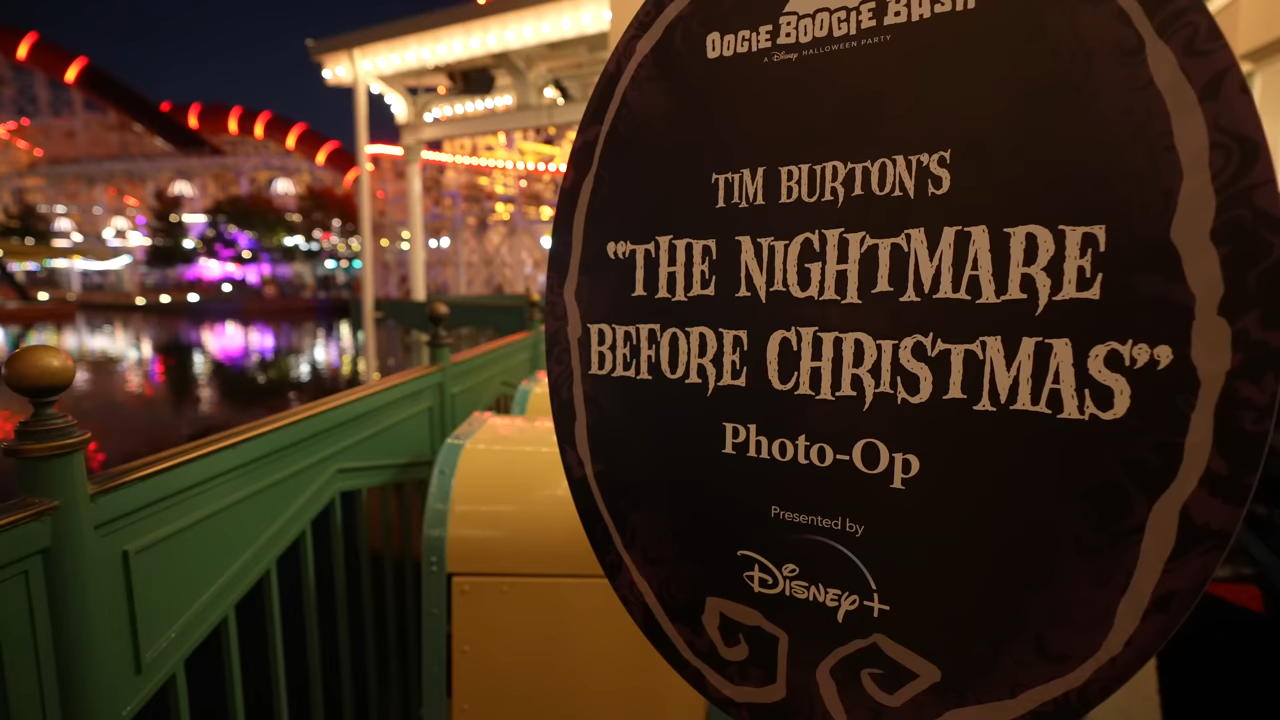 OOGIE BOOGIE BASH
A Disney HALLOWEEN PARTY
TIM BURTON'S
"THE NIGHTMARE
BEFORE CHRISTMAS"
Photo-Op
Presented by
Disney+